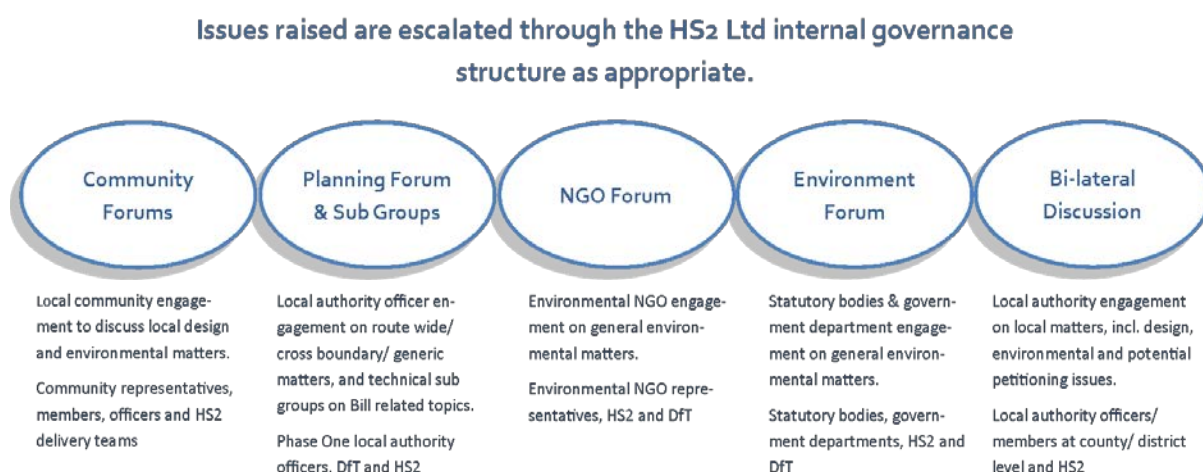 Issues raised are escalated through the HS2 Ltd internal governance
structure as appropriate.
Community
Forums
Planning Forum
& Sub Groups
NGO Forum
Environment
Forum
Bi-lateral
Discussion
Local community engage-
ment to discuss local design
and environmental matters.
Community representatives,
members, officers and HS2
delivery teams
Local authority officer en-
gagement on route wide/
cross boundary/ generic
matters, and technical sub
groups on Bill related topics.
Phase One local authority
officers, DfT and HS2
Environmental NGO engage-
ment on general environ-
mental matters.
Environmental NGO repre-
sentatives, HS2 and DfT
Statutory bodies & govern-
ment department engage-
ment on general environ-
mental matters.
Statutory bodies, govern-
ment departments, HS2 and
DfT
Local authority engagement
on local matters, incl. design,
environmental and potential
petitioning issues.
Local authority officers/
members at county/ district
level and HS2